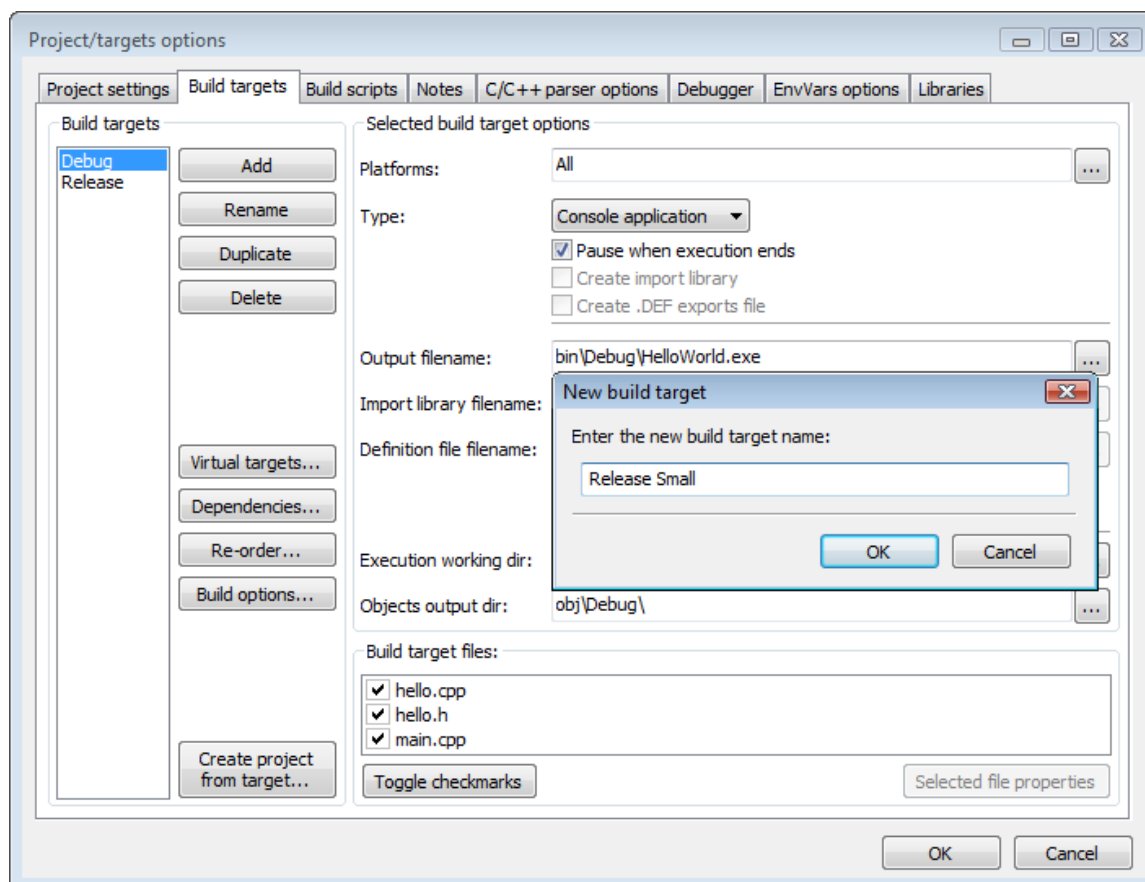 Project/targets options
Project settings
Build targets
Build scripts
Notes
C/C++ parser options
Debugger
EnvVars options
Libraries
Build targets
Debug
Release
Add
Rename
Duplicate
Delete
Virtual targets...
Dependencies...
Re-order...
Build options...
Create project
from target...
Selected build target options
Platforms:
All
...
Type:
Console application
Pause when execution ends
Create import library
Create .DEF exports file
Output filename:
bin\Debug\HelloWorld.exe
...
Import library filename:
Definition file filename:
Execution working dir:
Objects output dir:
obj\Debug\
...
New build target
Enter the new build target name:
Release Small
OK
Cancel
Build target files:
hello.cpp
hello.h
main.cpp
Toggle checkmarks
Selected file properties
OK
Cancel